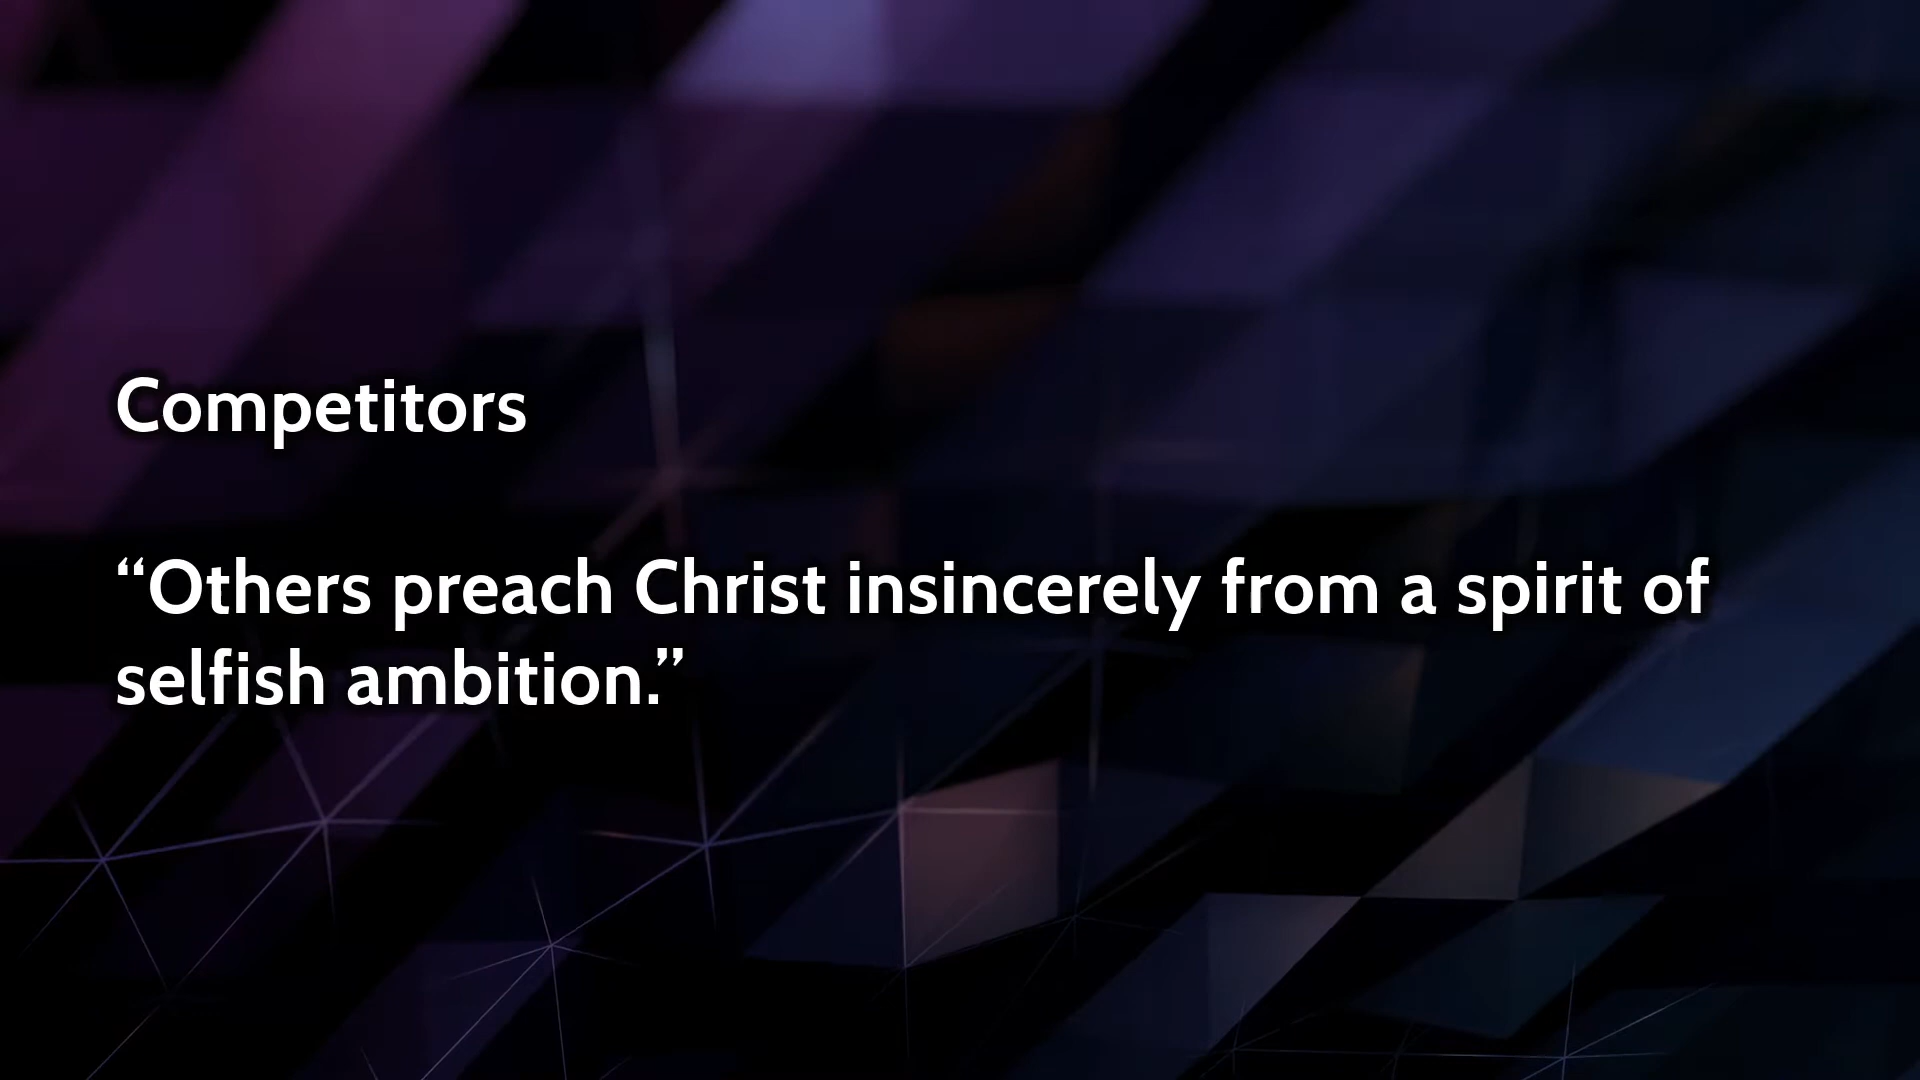 Competitors
“Others preach Christ insincerely from a spirit of
selfish ambition.”